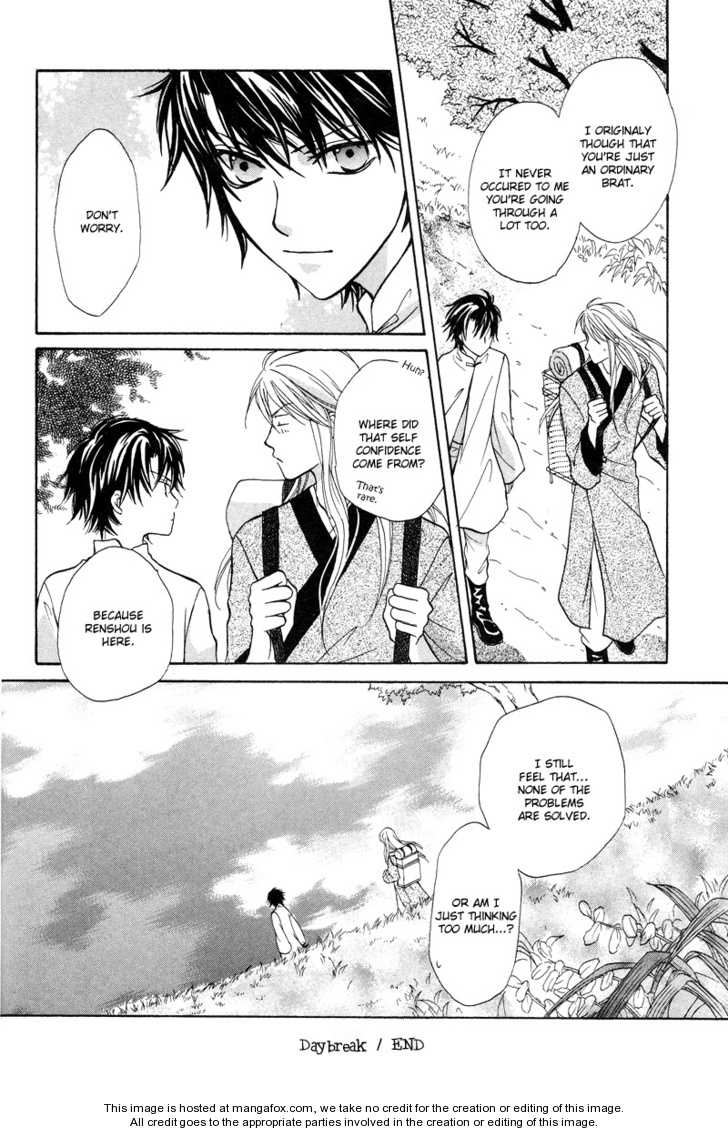 I ORIGINALY
THOUGH THAT
YOU'RE JUST
AN ORDINARY
BRAT.
IT NEVER
OCCURED TO ME
YOU'RE GOING
THROUGH A
LOT TOO.
DON'T
WORRY.
Huh?
WHERE DID
THAT SELF
CONFIDENCE
COME FROM?
That's
rare.
BECAUSE
RENSHOU IS
HERE.
I STILL
FEEL THAT...
NONE OF THE
PROBLEMS
ARE SOLVED.
OR AM I
JUST THINKING
TOO MUCH...?
Daybreak / END
This image is hosted at mangafox.com, we take no credit for the creation or editing of this image.
All credit goes to the appropriate parties involved in the creation or editing of this image.